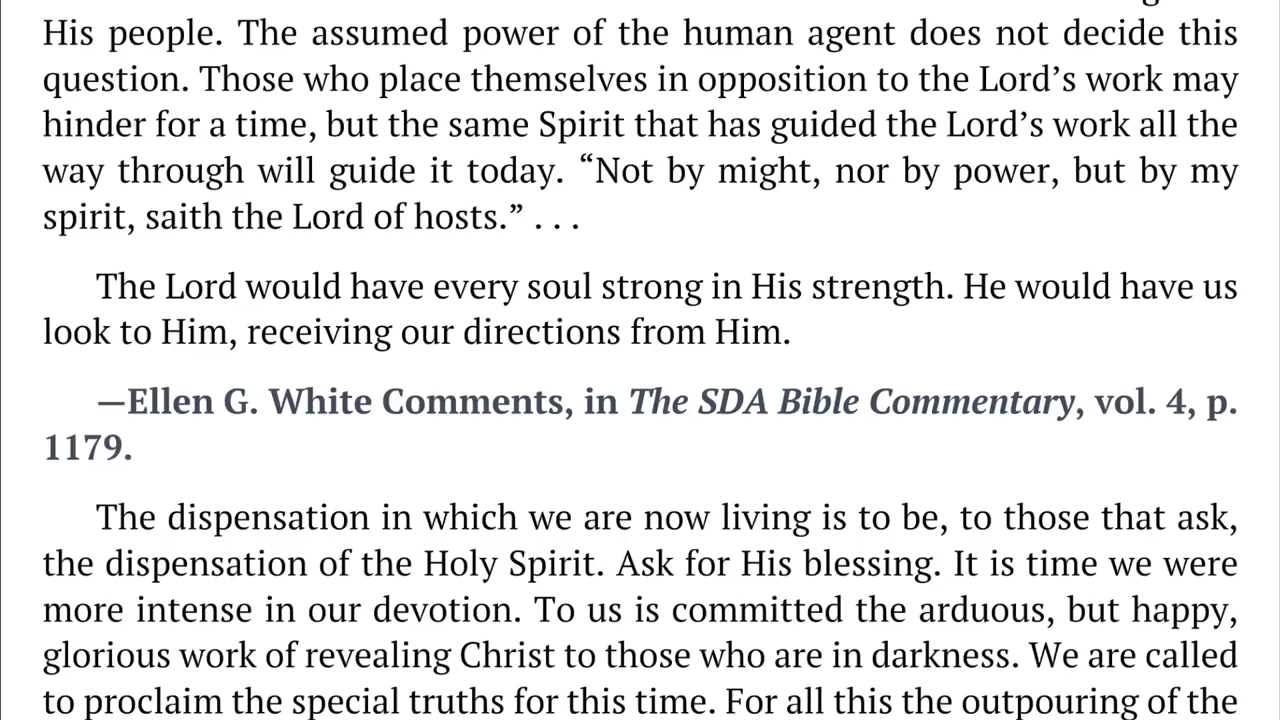 His people. The assumed power of the human agent does not decide this
question. Those who place themselves in opposition to the Lord’s work may
hinder for a time, but the same Spirit that has guided the Lord’s work all the
way through will guide it today. “Not by might, nor by power, but by my
spirit, saith the Lord of hosts.” . . .
The Lord would have every soul strong in His strength. He would have us
look to Him, receiving our directions from Him.
—Ellen G. White Comments, in The SDA Bible Commentary, vol. 4, p.
1179.
The dispensation in which we are now living is to be, to those that ask,
the dispensation of the Holy Spirit. Ask for His blessing. It is time we were
more intense in our devotion. To us is committed the arduous, but happy,
glorious work of revealing Christ to those who are in darkness. We are called
to proclaim the special truths for this time. For all this the outpouring of the